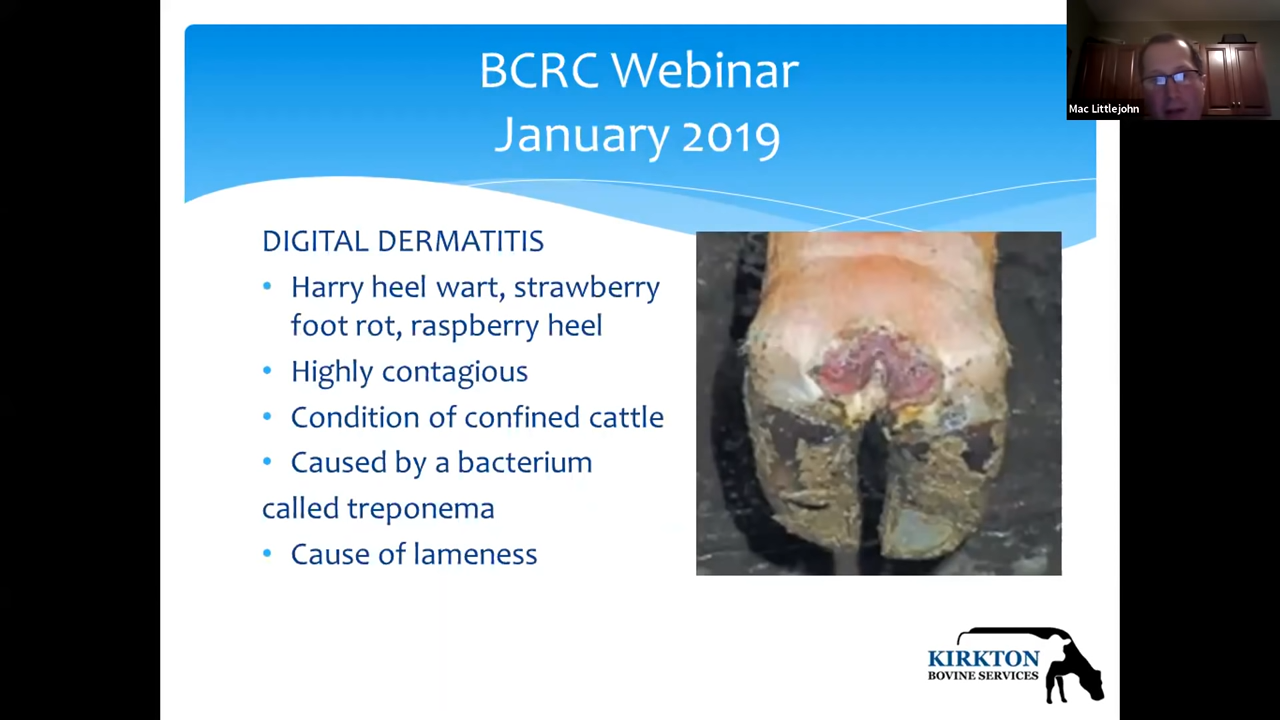 BCRC Webinar
January 2019
Mac Littlejohn
DIGITAL DERMATITIS
• Harry heel wart, strawberry
foot rot, raspberry heel
• Highly contagious
• Condition of confined cattle
• Caused by a bacterium
called treponema
• Cause of lameness
KIRKTON
BOVINE SERVICES